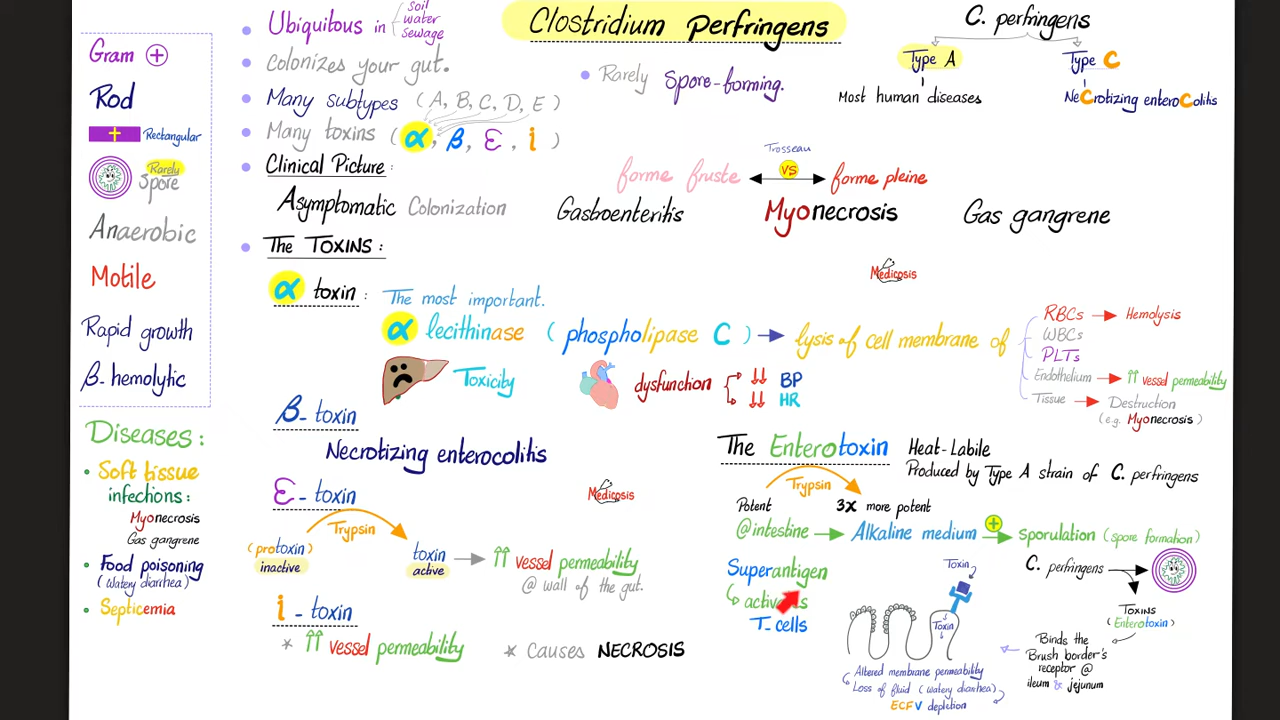 Clostridium Perfringens
Gram +
Rod
+ Rectangular
Rarely
Spore
Anaerobic
Motile
Rapid growth
β-hemolytic
Diseases:
• Soft tissue
infections:
Myonecrosis
Gas gangrene
• Food poisoning
(Watery diarrhea)
• Septicemia
• Ubiquitous in
soil
water
sewage
• Colonizes your gut.
• Many subtypes (A, B, C, D, E)
• Many toxins (α, β, ε, i)
• Rarely Spore-forming.
C. perfringens
Type A
Type C
Most human diseases
NeCrotizing enteroColitis
• Clinical Picture:
Trosseau
forme fruste VS forme pleine
Asymptomatic Colonization
Gastroenteritis
Myonecrosis
Gas gangrene
• The TOXINS:
Medicosis
α toxin: The most important.
α lecithinase (phospholipase C) → lysis of cell membrane of
RBCs → Hemolysis
WBCs
PLTs
Endothelium → ↑↑ vessel permeability
Tissue → Destruction
(e.g. Myonecrosis)
Toxicity
dysfunction
↓↓ BP
↓↓ HR
β-toxin
Necrotizing enterocolitis
ε-toxin
Medicosis
Trypsin
(protoxin)
inactive
toxin
active
→ ↑↑ vessel permeability
@ wall of the gut.
i-toxin
* ↑↑ vessel permeability
* Causes NECROSIS
The Enterotoxin
Heat-Labile
Produced by Type A strain of C. perfringens
Trypsin
Potent
3X more potent
@intestine → Alkaline medium + → sporulation (spore formation)
Superantigen
T-cells
C. perfringens
TOXINS
(Enterotoxin)
Binds the
Brush border's
receptor @
ileum & jejunum
Toxin
Toxin
Altered membrane permeability
Loss of fluid (watery diarrhea)
ECFV depletion